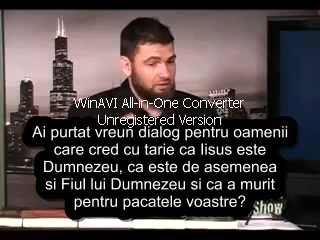 WinAVI All-in-One Converter
Unregistered Version
Ai purtat vreun dialog pentru oamenii
care cred cu tarie ca Iisus este
Dumnezeu, ca este de asemenea
si Fiul lui Dumnezeu si ca a murit
pentru pacatele voastre?
Show